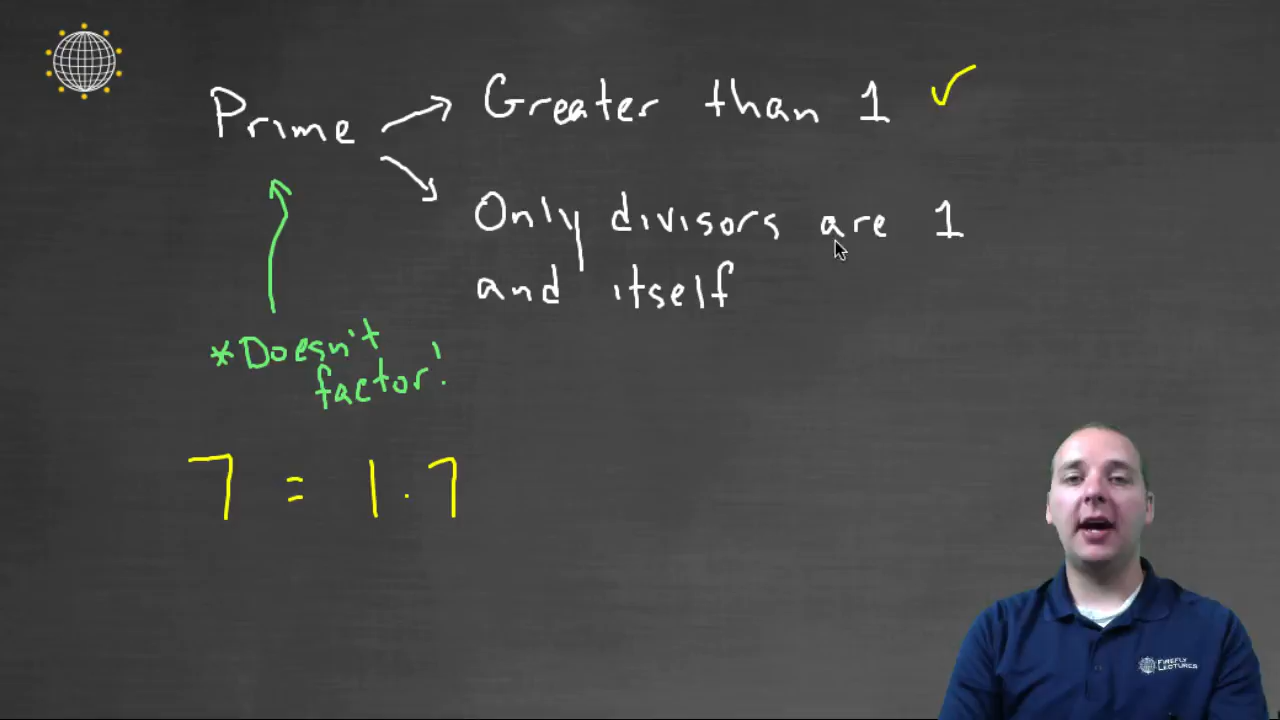 Prime
Greater than 1 ✓
Only divisors are 1
and itself
*Doesn't
factor!
7 = 1 · 7
FIREFLY
LECTURES